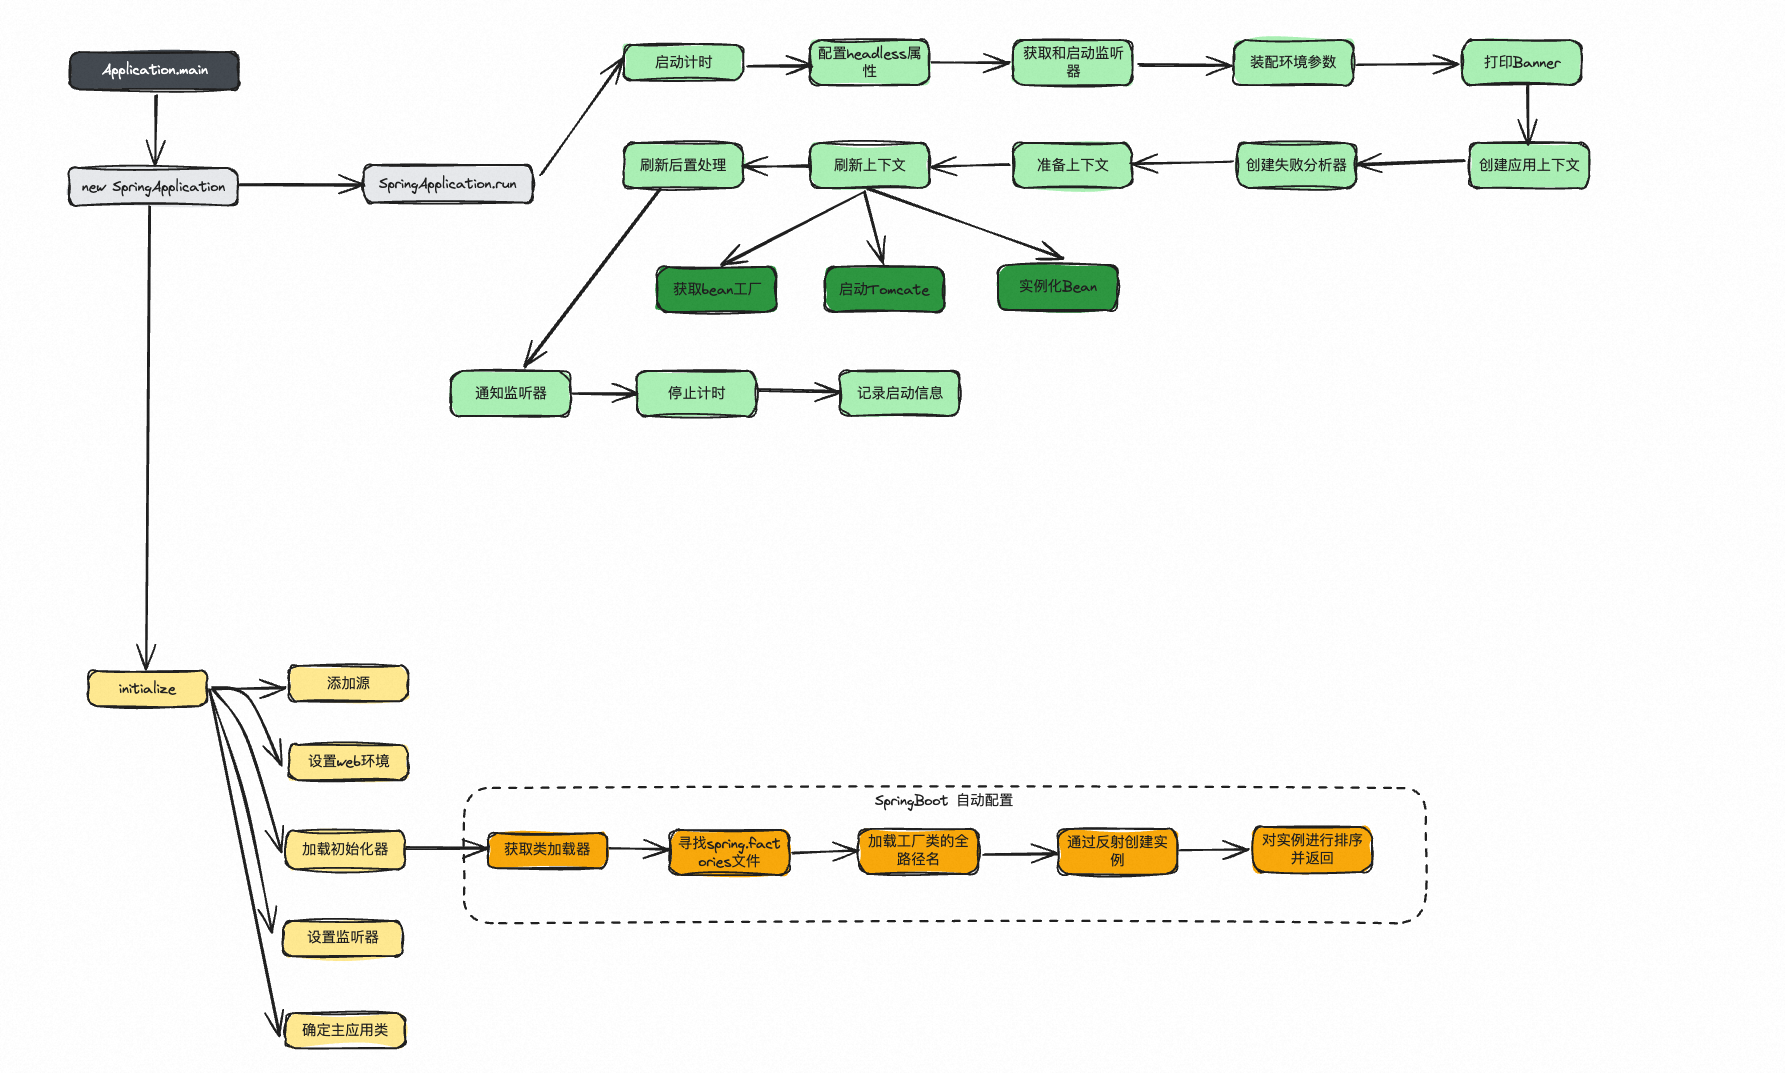 Application.main
new SpringApplication
SpringApplication.run
启动计时
配置headless属
性
获取和启动监听
器
装配环境参数
打印Banner
刷新后置处理
刷新上下文
准备上下文
创建失败分析器
创建应用上下文
获取bean工厂
启动Tomcate
实例化Bean
通知监听器
停止计时
记录启动信息
initialize
添加源
设置web环境
加载初始化器
设置监听器
确定主应用类
SpringBoot 自动配置
获取类加载器
寻找spring.fact
ories文件
加载工厂类的全
路径名
通过反射创建实
例
对实例进行排序
并返回